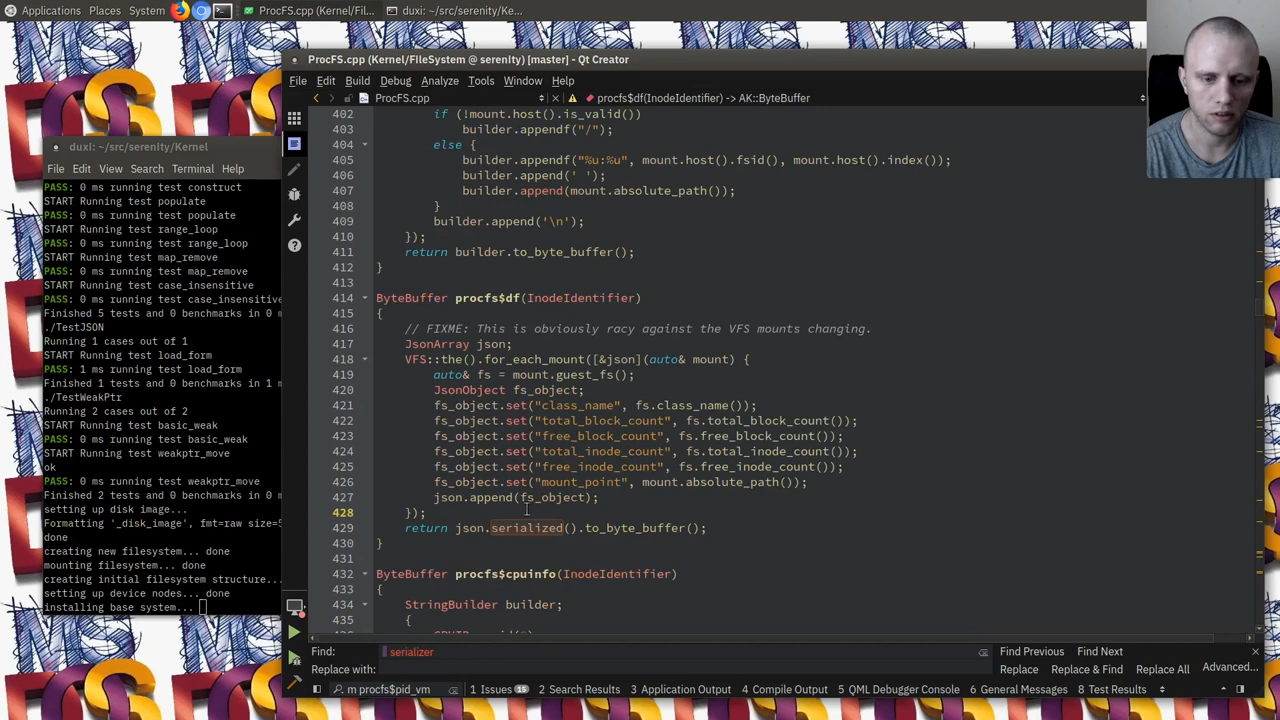 Applications Places System ProcFS.cpp (Kernel/Fil... duxi: ~/src/serenity/Kerne...
ProcFS.cpp (Kernel/FileSystem @ serenity) [master] - Qt Creator
File Edit Build Debug Analyze Tools Window Help
ProcFS.cpp procfs$df(InodeIdentifier) -> AK::ByteBuffer
duxi: ~/src/serenity/Kernel
File Edit View Search Terminal Help
PASS: 0 ms running test construct
START Running test populate
PASS: 0 ms running test populate
START Running test range_loop
PASS: 0 ms running test range_loop
START Running test map_remove
PASS: 0 ms running test map_remove
START Running test case_insensitive
PASS: 0 ms running test case_insensitive
Finished 5 tests and 0 benchmarks in 0 m
./TestJSON
Running 1 cases out of 1
START Running test load_form
PASS: 1 ms running test load_form
Finished 1 tests and 0 benchmarks in 1 m
./TestWeakPtr
Running 2 cases out of 2
START Running test basic_weak
PASS: 0 ms running test basic_weak
START Running test weakptr_move
ok
PASS: 0 ms running test weakptr_move
Finished 2 tests and 0 benchmarks in 0 m
setting up disk image...
Formatting '_disk_image', fmt=raw size=5
done
creating new filesystem... done
mounting filesystem... done
creating initial filesystem structure...
setting up device nodes... done
installing base system...
402 if (!mount.host().is_valid())
403 builder.appendf("/");
404 else {
405 builder.appendf("%u:%u", mount.host().fsid(), mount.host().index());
406 builder.append(' ');
407 builder.append(mount.absolute_path());
408 }
409 builder.append('\n');
410 });
411 return builder.to_byte_buffer();
412 }
413
414 ByteBuffer procfs$df(InodeIdentifier)
415 {
416 // FIXME: This is obviously racy against the VFS mounts changing.
417 JsonArray json;
418 VFS::the().for_each_mount([&json](auto& mount) {
419 auto& fs = mount.guest_fs();
420 JsonObject fs_object;
421 fs_object.set("class_name", fs.class_name());
422 fs_object.set("total_block_count", fs.total_block_count());
423 fs_object.set("free_block_count", fs.free_block_count());
424 fs_object.set("total_inode_count", fs.total_inode_count());
425 fs_object.set("free_inode_count", fs.free_inode_count());
426 fs_object.set("mount_point", mount.absolute_path());
427 json.append(fs_object);
428 });
429 return json.serialized().to_byte_buffer();
430 }
431
432 ByteBuffer procfs$cpuinfo(InodeIdentifier)
433 {
434 StringBuilder builder;
435 {
Find: serializer Find Previous Find Next
Replace with: Replace Replace & Find Replace All Advanced...
m procfs$pid_vm 1 Issues 15 2 Search Results 3 Application Output 4 Compile Output 5 QML Debugger Console 6 General Messages 8 Test Results